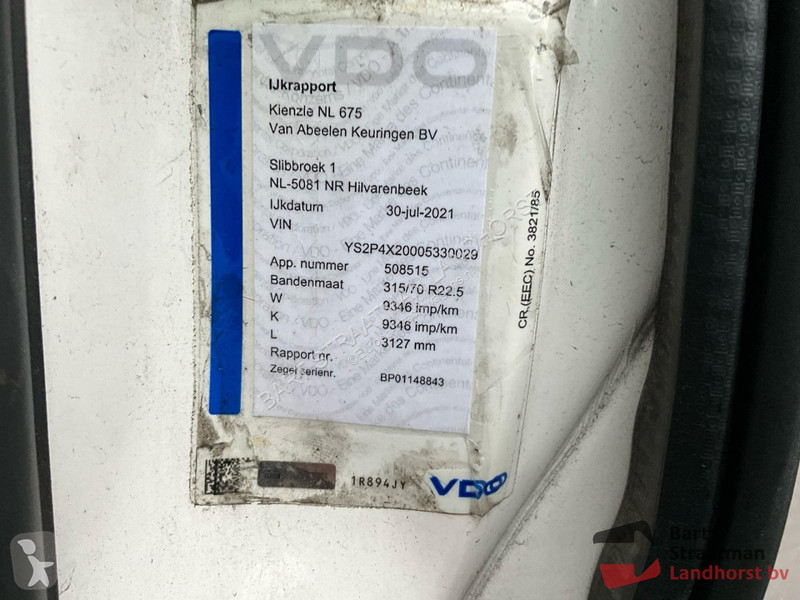 VDO
IJkrapport
Kienzle NL 675
Van Abeelen Keuringen BV
Slibbroek 1
NL-5081 NR Hilvarenbeek
IJkdatum 30-jul-2021
VIN
YS2P4X20005330029
App. nummer 508515
Bandenmaat 315/70 R22.5
W 9346 imp/km
K 9346 imp/km
L 3127 mm
Rapport nr.
Zegel serienr. BP01148843
CR.(EEC) No. 3821/85
1R894JY
VDO
Bart
Straatman
Landhorst bv